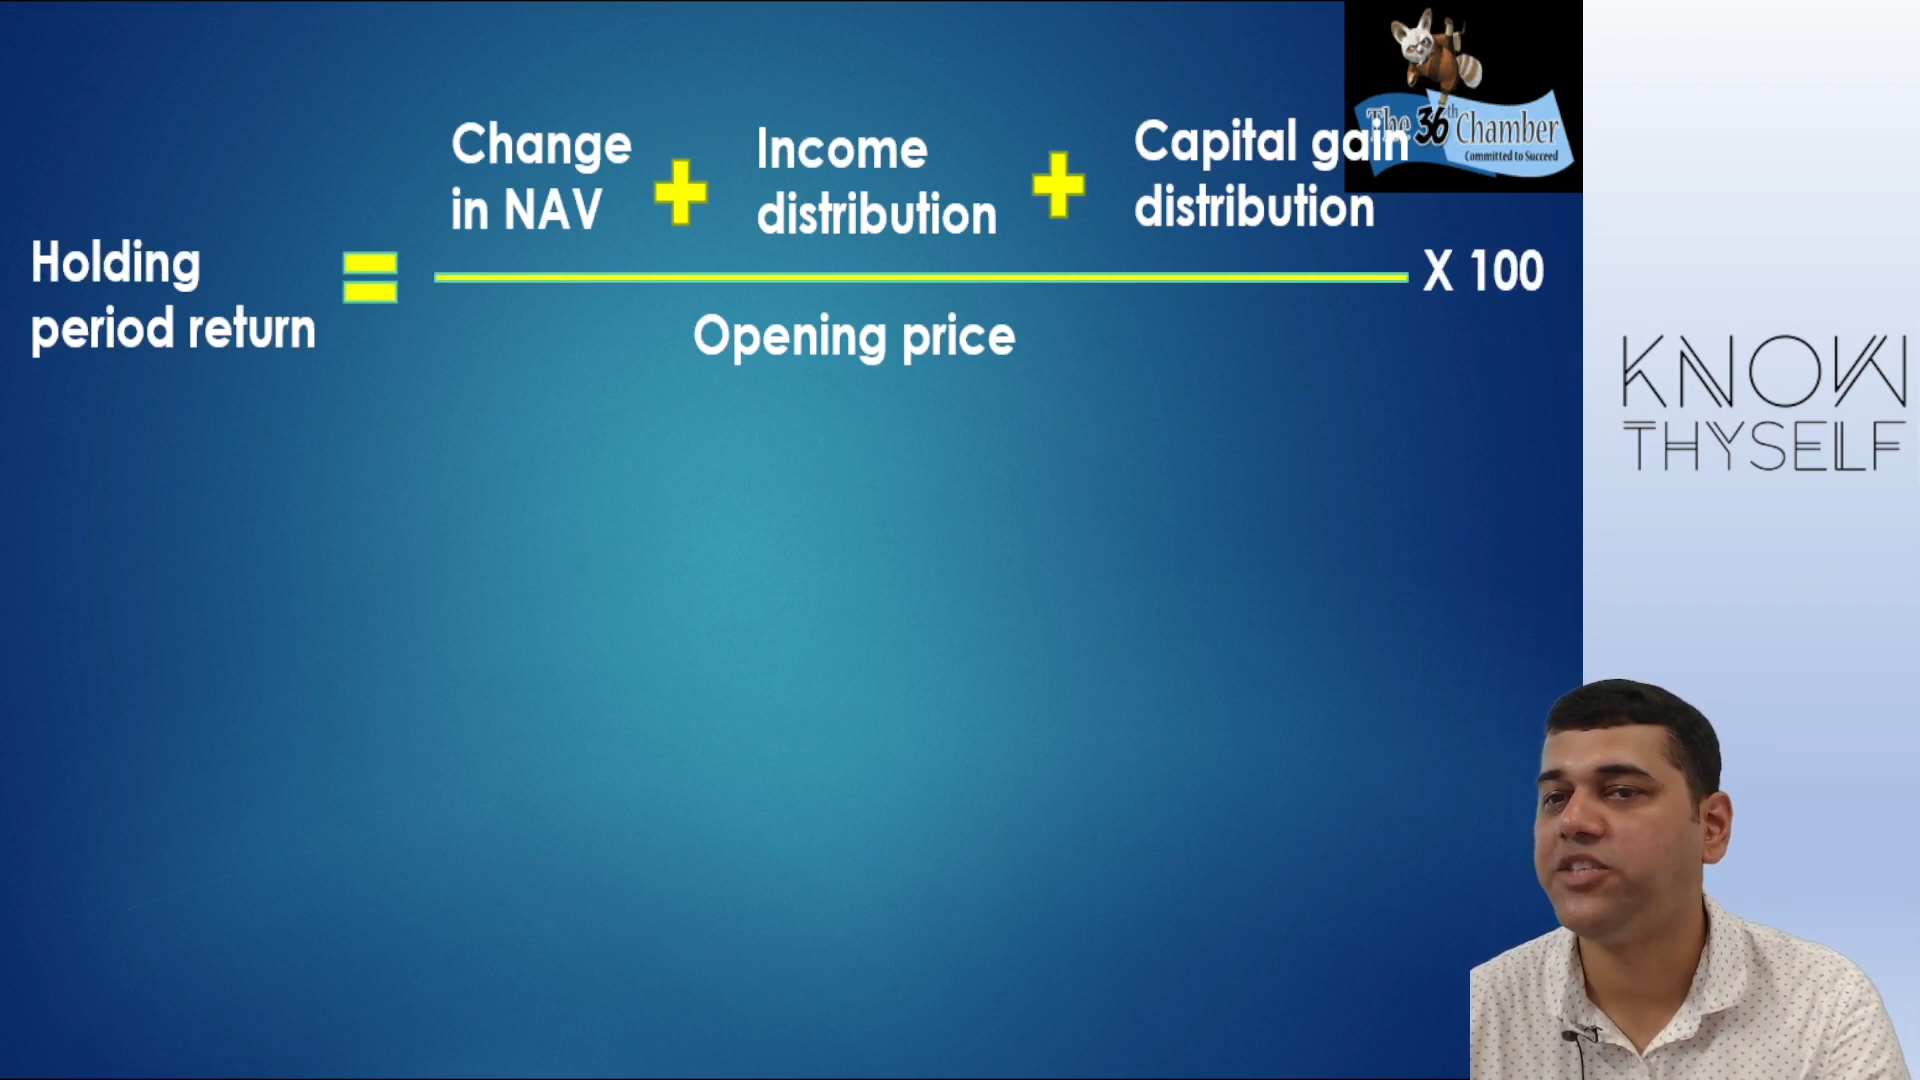 The 36th Chamber
Committed to Succeed
Change
in NAV
Income
distribution
Capital gain
distribution
Holding
period return
Opening price
X 100
KNOW
THYSELF